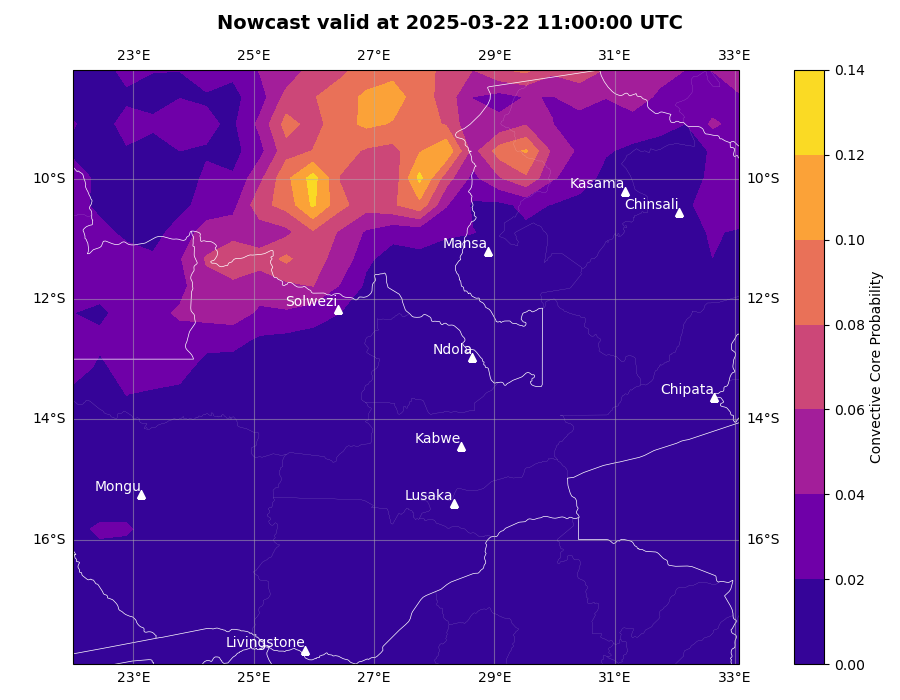 Nowcast valid at 2025-03-22 11:00:00 UTC
23°E 25°E 27°E 29°E 31°E 33°E
0.14
0.12
10°S Kasama 10°S
Chinsali
0.10
Mansa
12°S Solwezi 12°S
0.08
Ndola
Convective Core Probability
Chipata
0.06
14°S 14°S
Kabwe
Mongu
Lusaka
0.04
16°S 16°S
0.02
Livingstone
0.00
23°E 25°E 27°E 29°E 31°E 33°E